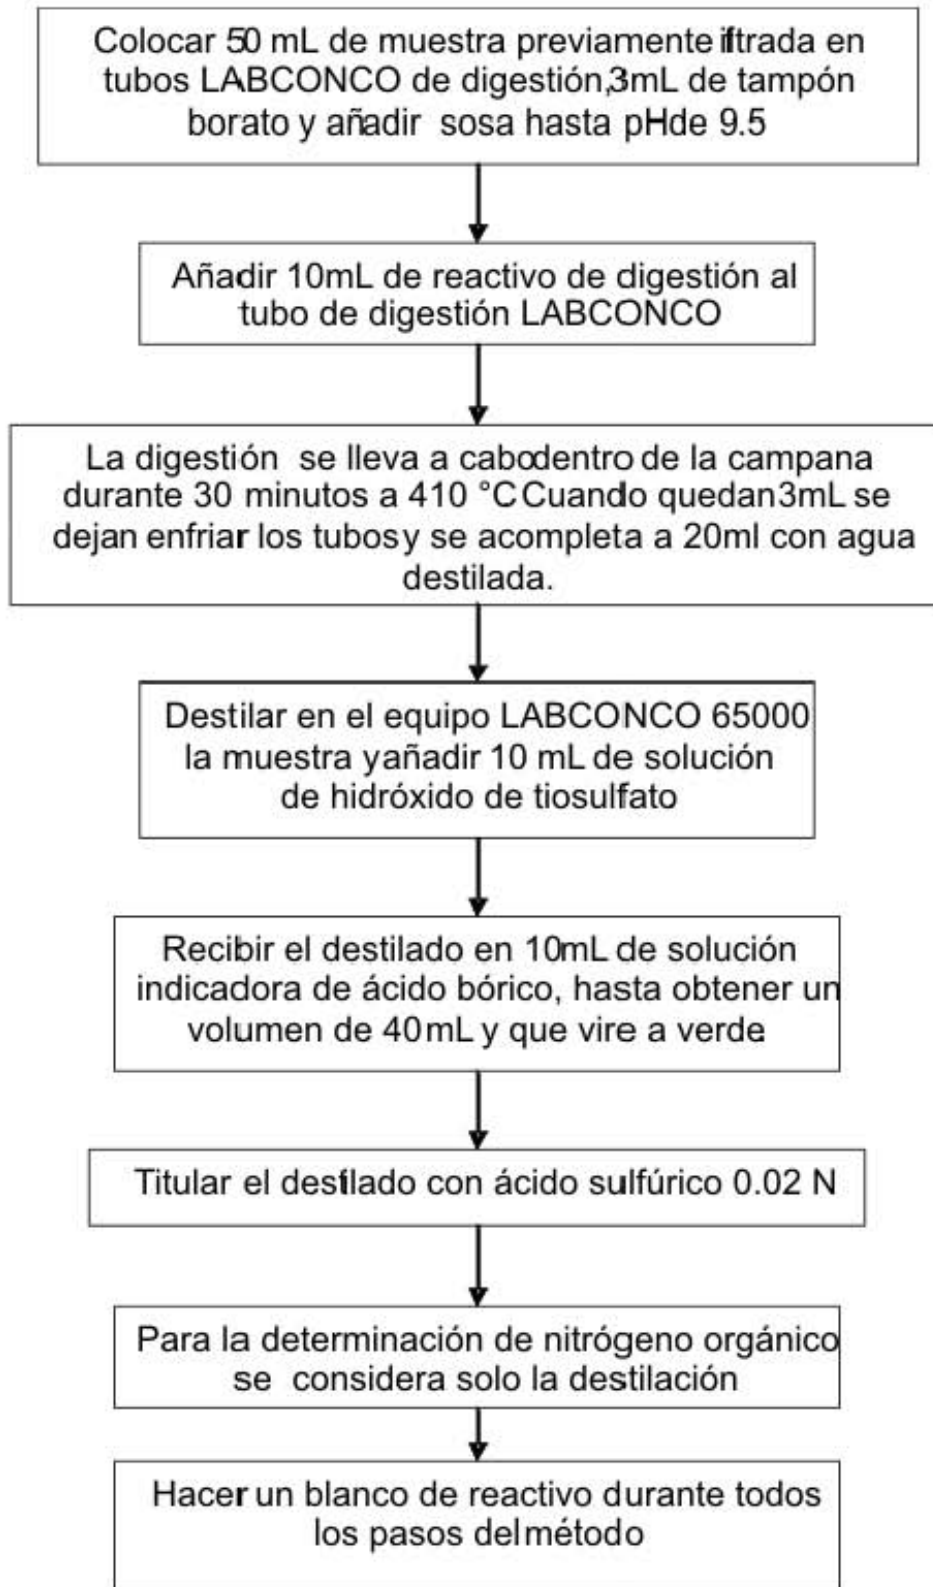 Colocar 50 mL de muestra previamente filtrada en
tubos LABCONCO de digestión,3mL de tampón
borato y añadir sosa hasta pHde 9.5
Añadir 10mL de reactivo de digestión al
tubo de digestión LABCONCO
La digestión se lleva a cabodentro de la campana
durante 30 minutos a 410 °CCuando quedan3mL se
dejan enfriar los tubosy se acompleta a 20ml con agua
destilada.
Destilar en el equipo LABCONCO 65000
la muestra yañadir 10 mL de solución
de hidróxido de tiosulfato
Recibir el destilado en 10mL de solución
indicadora de ácido bórico, hasta obtener un
volumen de 40mL y que vire a verde.
Titular el destilado con ácido sulfúrico 0.02 N
Para la determinación de nitrógeno orgánico
se considera solo la destilación
Hacer un blanco de reactivo durante todos
los pasos delmétodo